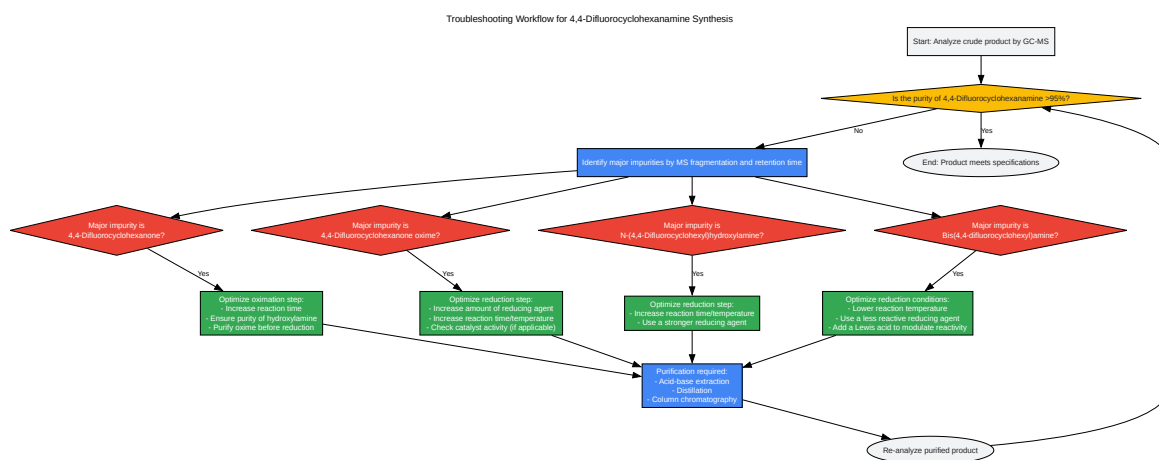 Troubleshooting Workflow for 4,4-Difluorocyclohexanamine Synthesis
Start: Analyze crude product by GC-MS
Is the purity of 4,4-Difluorocyclohexanamine >95%?
No
Yes
Identify major impurities by MS fragmentation and retention time
End: Product meets specifications
Major impurity is
4,4-Difluorocyclohexanone?
Major impurity is
4,4-Difluorocyclohexanone oxime?
Major impurity is
N-(4,4-Difluorocyclohexyl)hydroxylamine?
Major impurity is
Bis(4,4-difluorocyclohexyl)amine?
Yes
Yes
Yes
Yes
Optimize oximation step:
- Increase reaction time
- Ensure purity of hydroxylamine
- Purify oxime before reduction
Optimize reduction step:
- Increase amount of reducing agent
- Increase reaction time/temperature
- Check catalyst activity (if applicable)
Optimize reduction step:
- Increase reaction time/temperature
- Use a stronger reducing agent
Optimize reduction conditions:
- Lower reaction temperature
- Use a less reactive reducing agent
- Add a Lewis acid to modulate reactivity
Purification required:
- Acid-base extraction
- Distillation
- Column chromatography
Re-analyze purified product